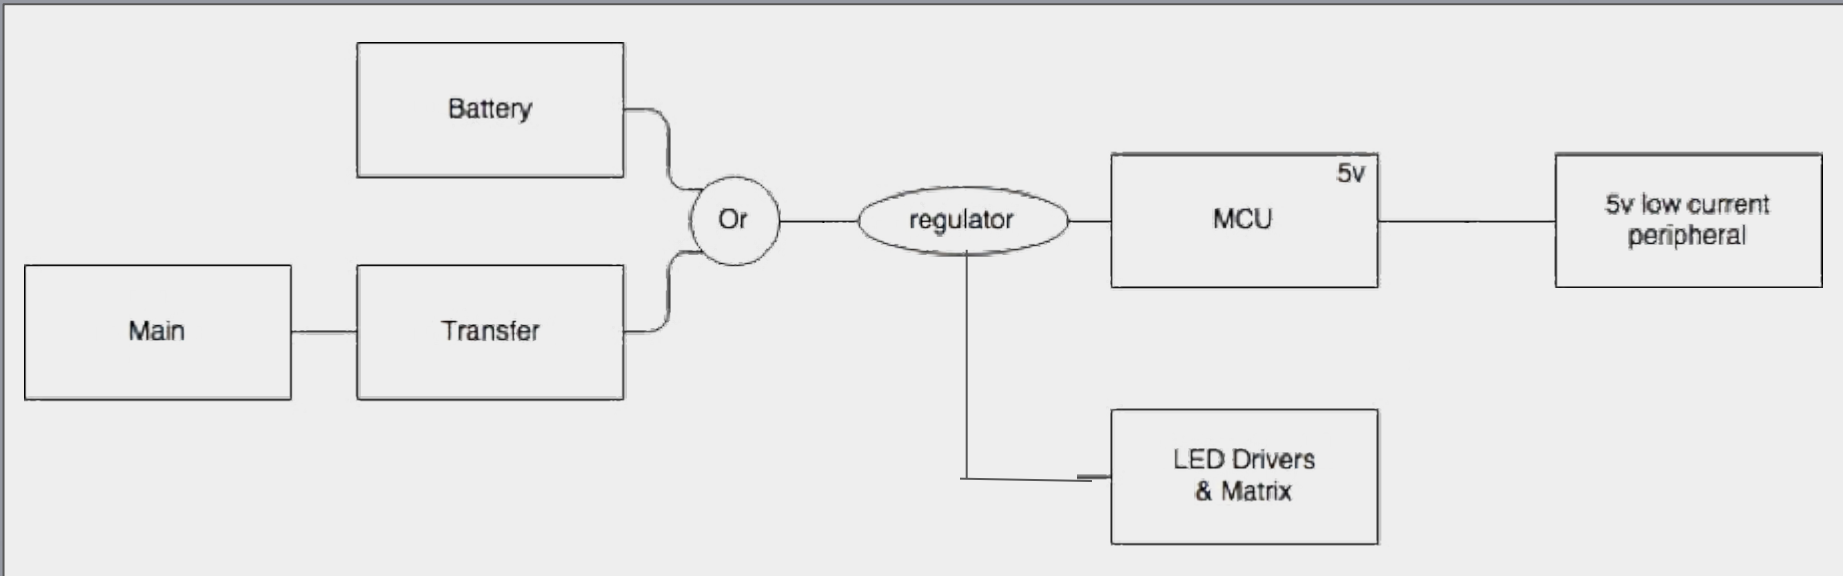 Battery
Or
regulator
5v
MCU
5v low current
peripheral
Main
Transfer
LED Drivers
& Matrix